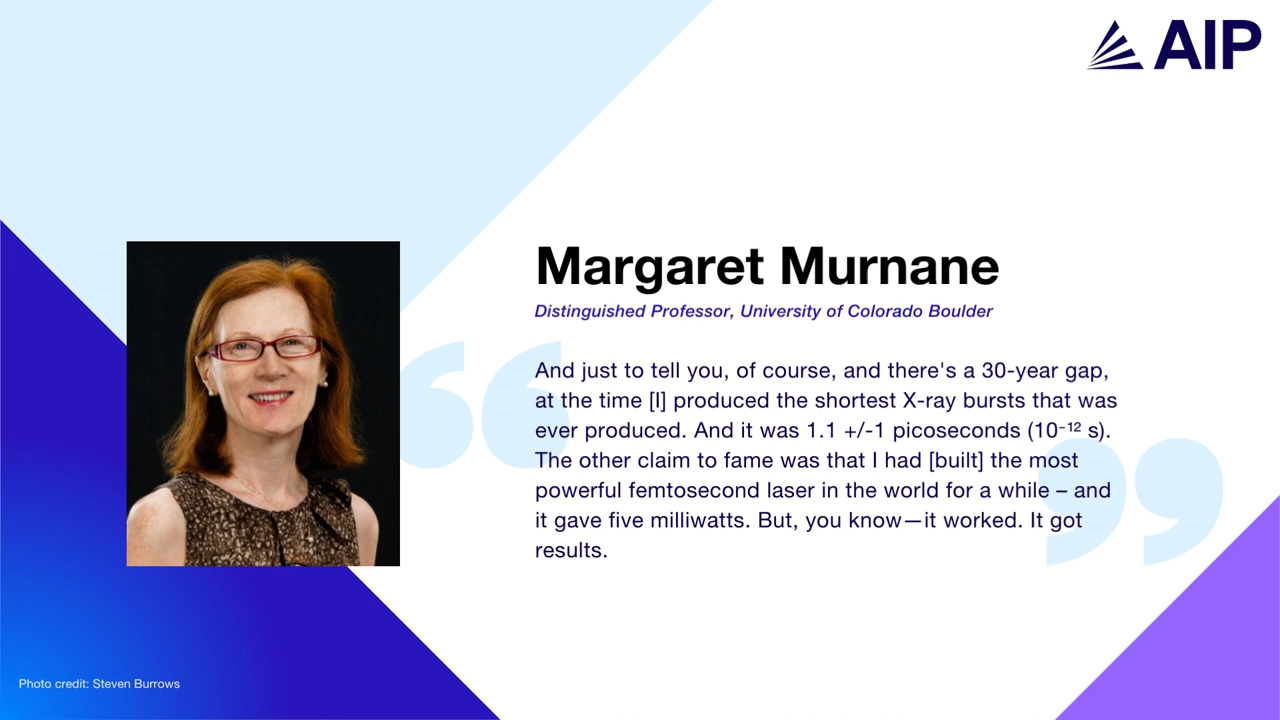 AIP
Margaret Murnane
Distinguished Professor, University of Colorado Boulder
And just to tell you, of course, and there's a 30-year gap,
at the time [I] produced the shortest X-ray bursts that was
ever produced. And it was 1.1 +/-1 picoseconds (10⁻¹² s).
The other claim to fame was that I had [built] the most
powerful femtosecond laser in the world for a while – and
it gave five milliwatts. But, you know—it worked. It got
results.
Photo credit: Steven Burrows